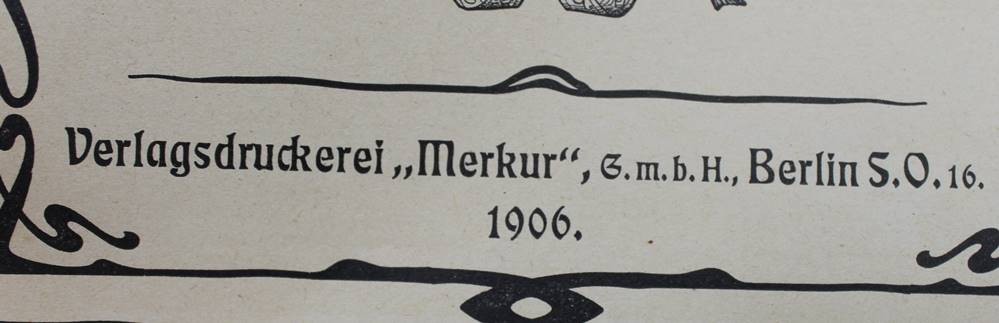 Verlagsdruckerei „Merkur“, G.m.b.H., Berlin S.O. 16.
1906.